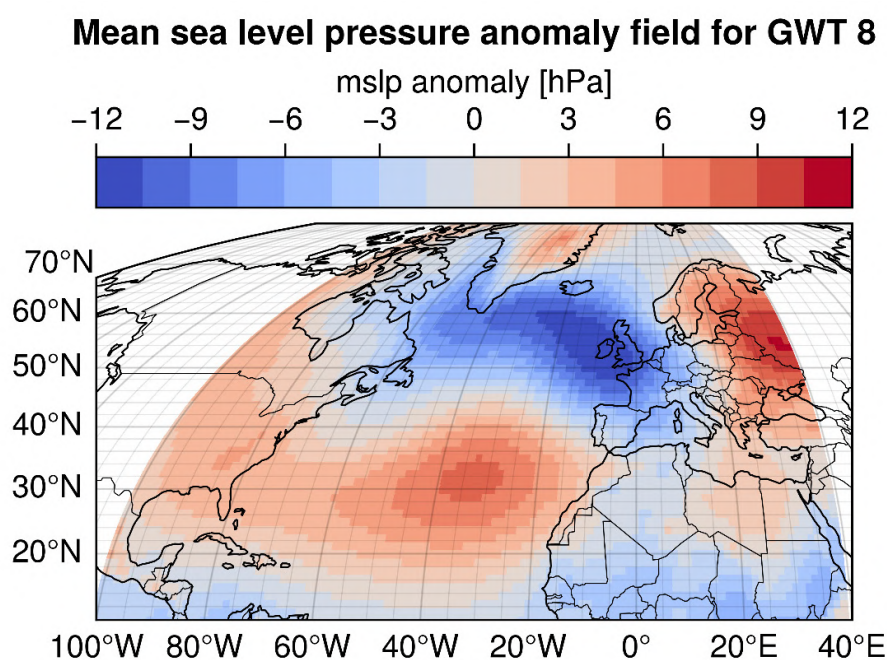 Mean sea level pressure anomaly field for GWT 8
mslp anomaly [hPa]
−12 −9 −6 −3 0 3 6 9 12
70°N
60°N
50°N
40°N
30°N
20°N
100°W 80°W 60°W 40°W 20°W 0° 20°E 40°E